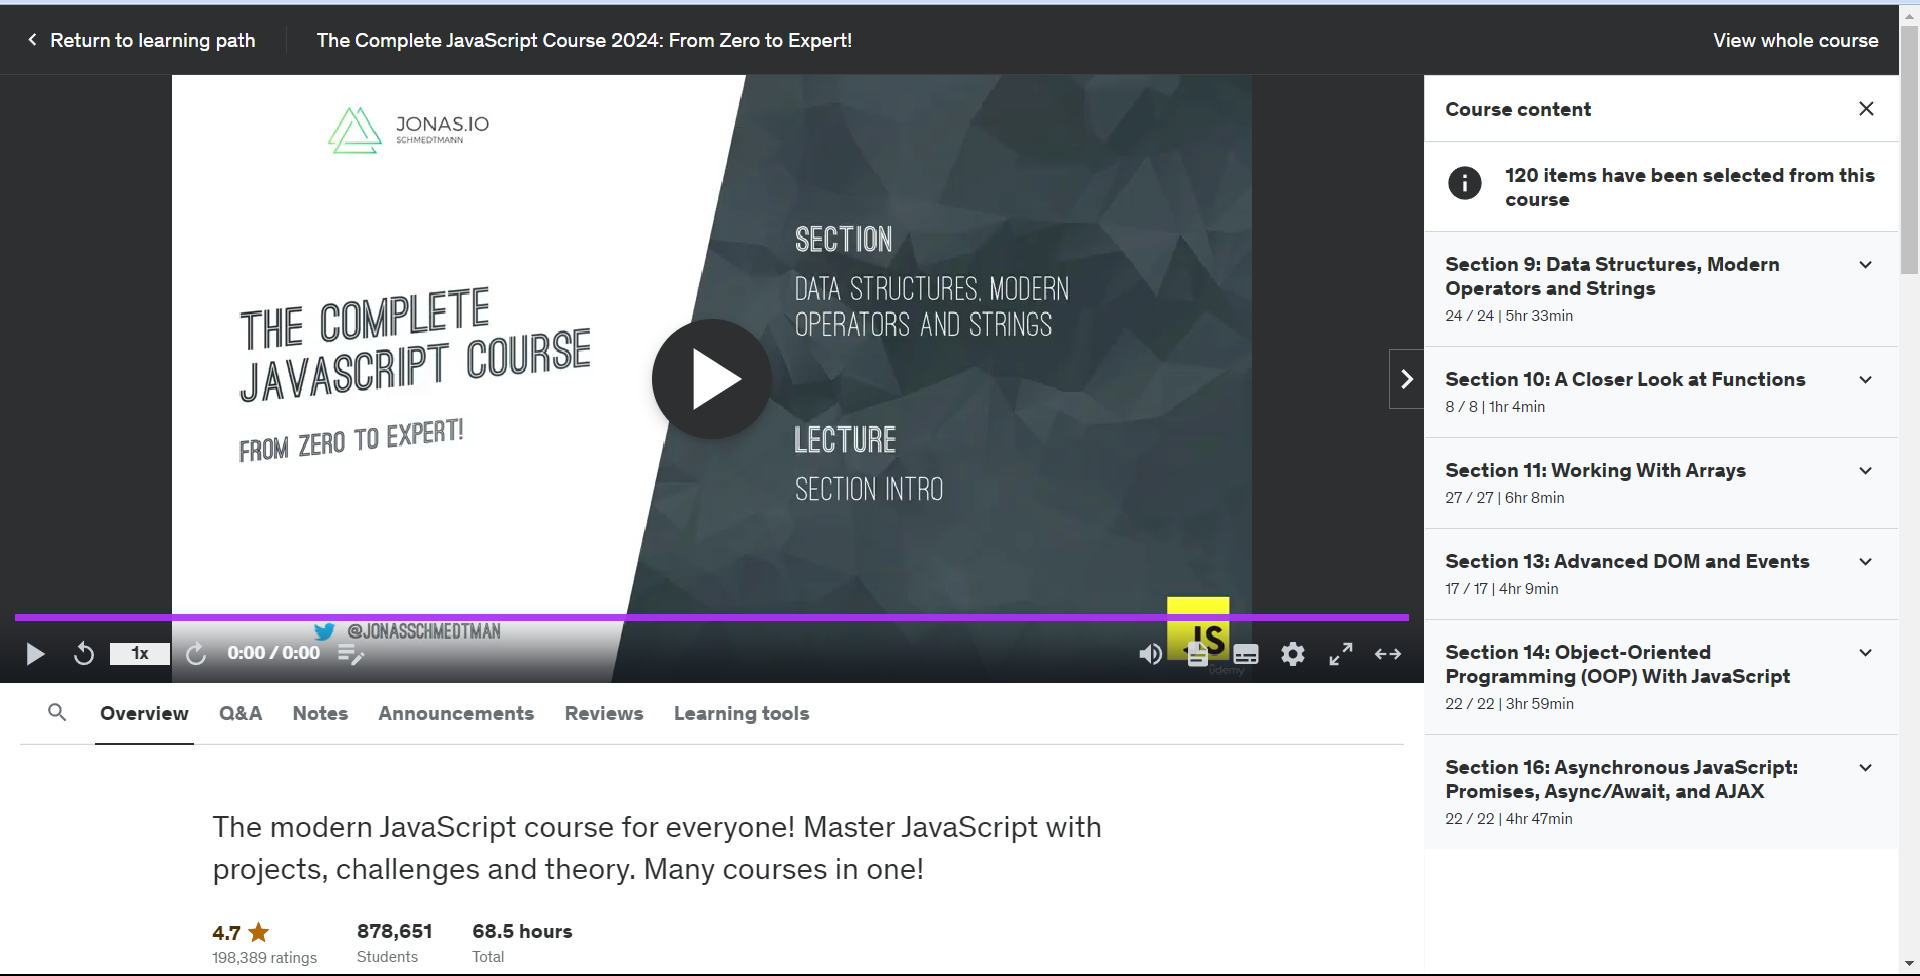 Return to learning path
The Complete JavaScript Course 2024: From Zero to Expert!
View whole course
JONAS.IO
SCHMEDTMANN
THE COMPLETE
JAVASCRIPT COURSE
FROM ZERO TO EXPERT!
SECTION
DATA STRUCTURES, MODERN
OPERATORS AND STRINGS
LECTURE
SECTION INTRO
@JONASSCHMEDTMAN
JS
udemy
1x
0:00 / 0:00
Overview
Q&A
Notes
Announcements
Reviews
Learning tools
The modern JavaScript course for everyone! Master JavaScript with
projects, challenges and theory. Many courses in one!
4.7
198,389 ratings
878,651
Students
68.5 hours
Total
Course content
120 items have been selected from this
course
Section 9: Data Structures, Modern
Operators and Strings
24 / 24 | 5hr 33min
Section 10: A Closer Look at Functions
8 / 8 | 1hr 4min
Section 11: Working With Arrays
27 / 27 | 6hr 8min
Section 13: Advanced DOM and Events
17 / 17 | 4hr 9min
Section 14: Object-Oriented
Programming (OOP) With JavaScript
22 / 22 | 3hr 59min
Section 16: Asynchronous JavaScript:
Promises, Async/Await, and AJAX
22 / 22 | 4hr 47min